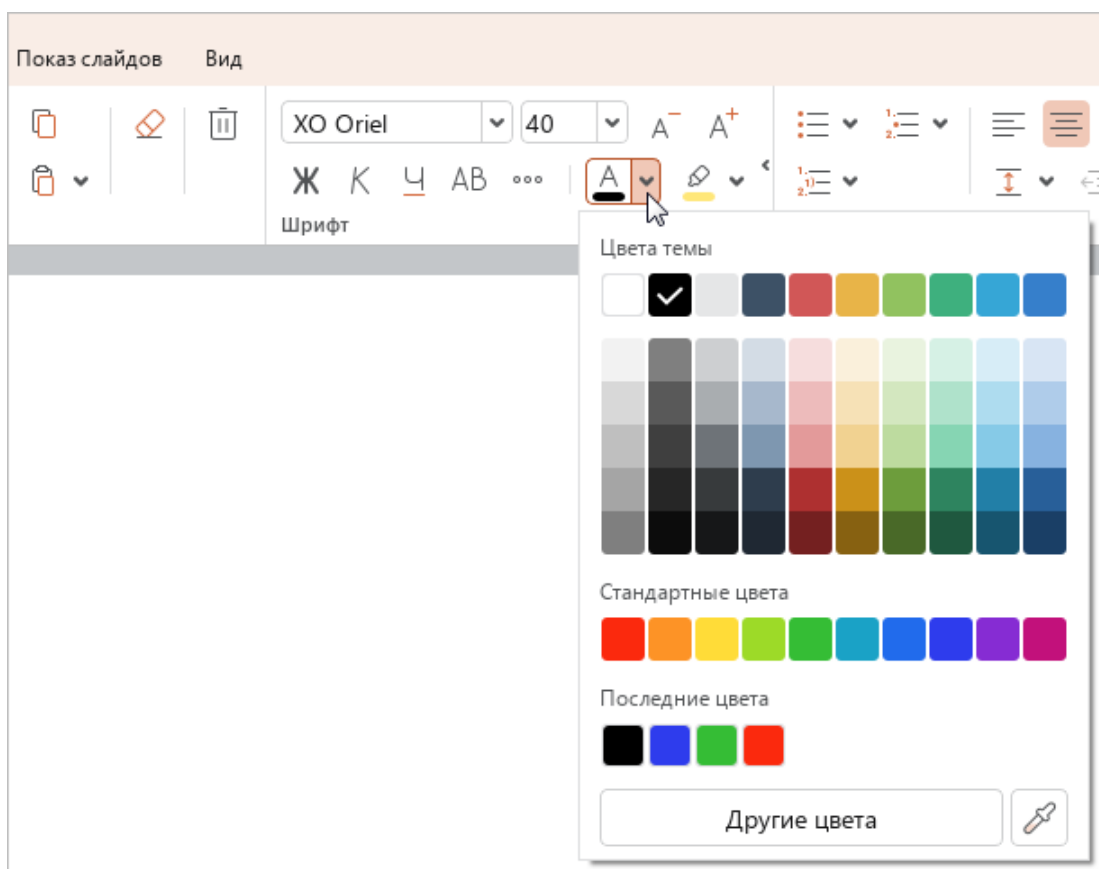 Показ слайдов Вид
XO Oriel 40 A− A+
Ж К Ч АВ А
Шрифт
Цвета темы
Стандартные цвета
Последние цвета
Другие цвета